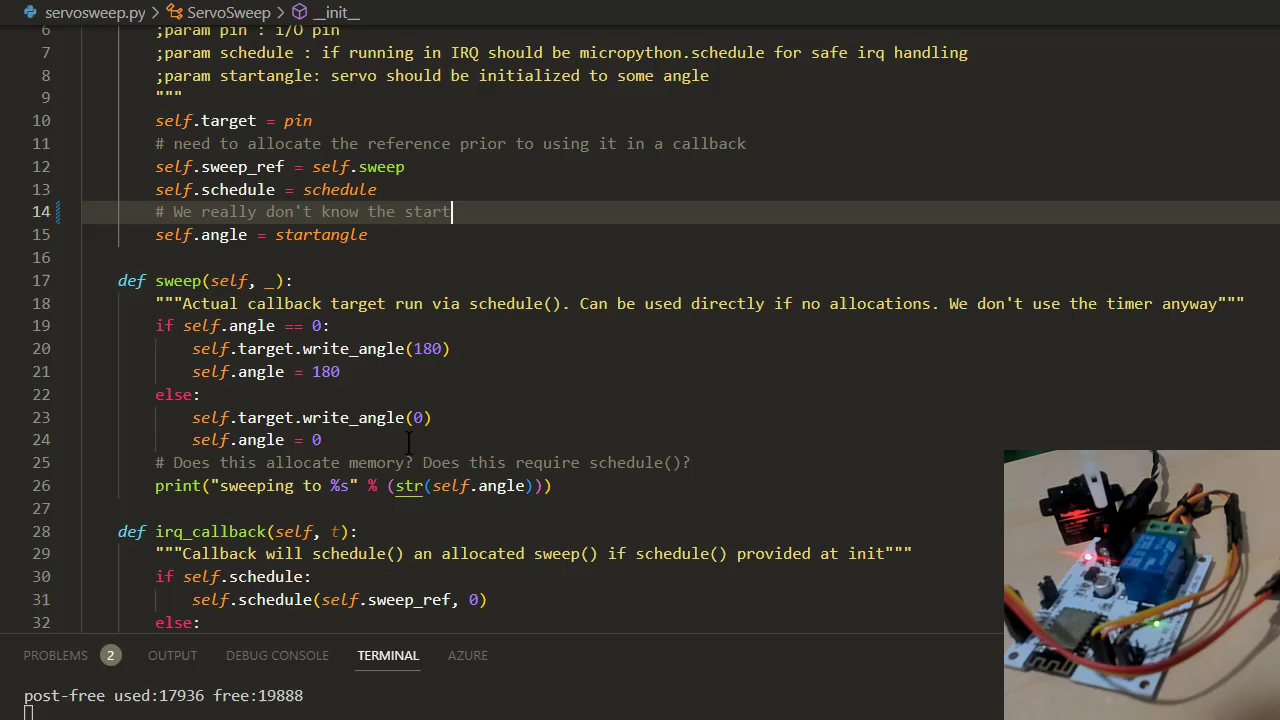 servosweep.py > ServoSweep > __init__
6 ;param pin : i/O pin
7 ;param schedule : if running in IRQ should be micropython.schedule for safe irq handling
8 ;param startangle: servo should be initialized to some angle
9 """
10 self.target = pin
11 # need to allocate the reference prior to using it in a callback
12 self.sweep_ref = self.sweep
13 self.schedule = schedule
14 # We really don't know the start
15 self.angle = startangle
16
17 def sweep(self, _):
18 """Actual callback target run via schedule(). Can be used directly if no allocations. We don't use the timer anyway"""
19 if self.angle == 0:
20 self.target.write_angle(180)
21 self.angle = 180
22 else:
23 self.target.write_angle(0)
24 self.angle = 0
25 # Does this allocate memory? Does this require schedule()?
26 print("sweeping to %s" % (str(self.angle)))
27
28 def irq_callback(self, t):
29 """Callback will schedule() an allocated sweep() if schedule() provided at init"""
30 if self.schedule:
31 self.schedule(self.sweep_ref, 0)
32 else:
PROBLEMS 2 OUTPUT DEBUG CONSOLE TERMINAL AZURE
post-free used:17936 free:19888